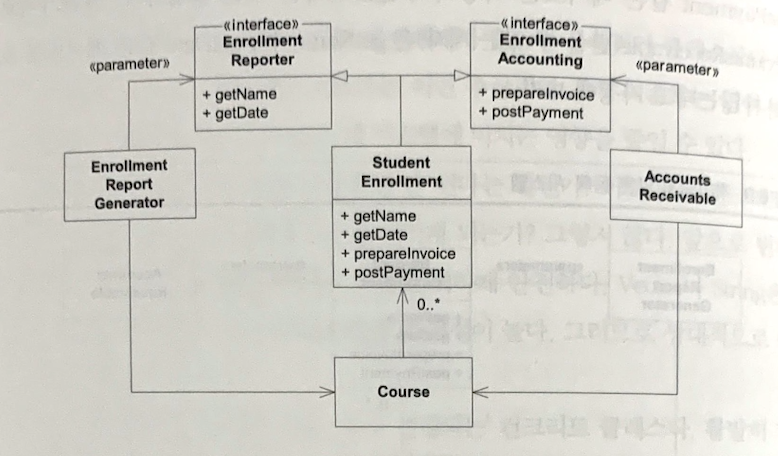 «interface»
Enrollment
Reporter
+ getName
+ getDate
«interface»
Enrollment
Accounting
+ prepareInvoice
+ postPayment
«parameter»
«parameter»
Enrollment
Report
Generator
Student
Enrollment
+ getName
+ getDate
+ prepareInvoice
+ postPayment
Accounts
Receivable
0..*
Course